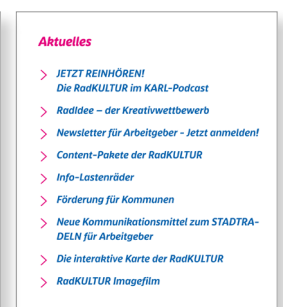 Aktuelles
JETZT REINHÖREN!
Die RadKULTUR im KARL-Podcast
RadIdee – der Kreativwettbewerb
Newsletter für Arbeitgeber - Jetzt anmelden!
Content-Pakete der RadKULTUR
Info-Lastenräder
Förderung für Kommunen
Neue Kommunikationsmittel zum STADTRA-
DELN für Arbeitgeber
Die interaktive Karte der RadKULTUR
RadKULTUR Imagefilm